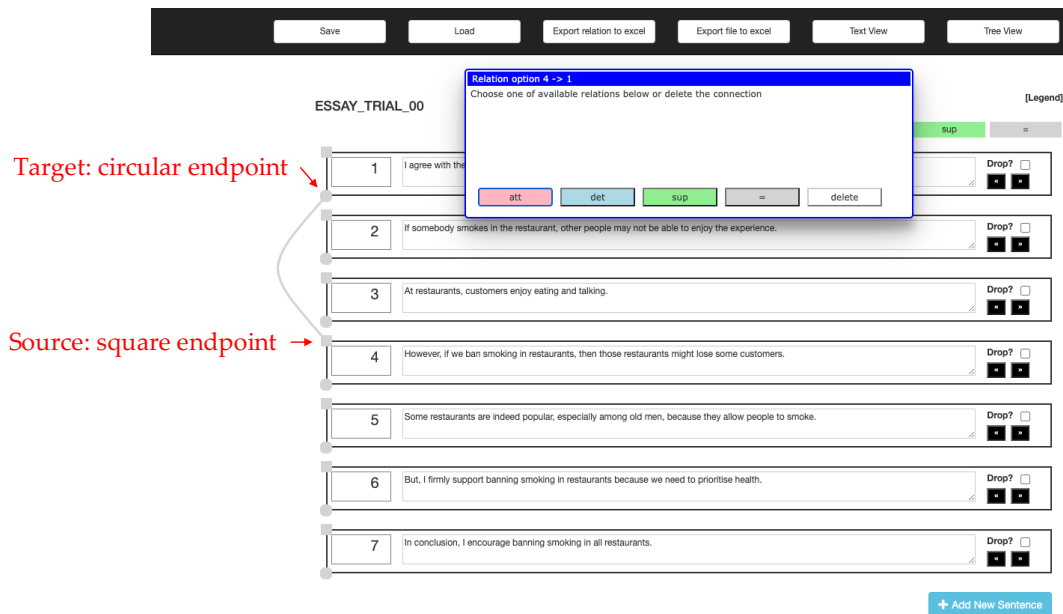 Save Load Export relation to excel Export file to excel Text View Tree View
Relation option 4 -> 1
Choose one of available relations below or delete the connection
ESSAY_TRIAL_00
[Legend]
sup =
Target: circular endpoint
1 I agree with the Drop?
« »
att det sup = delete
2 If somebody smokes in the restaurant, other people may not be able to enjoy the experience. Drop?
« »
3 At restaurants, customers enjoy eating and talking. Drop?
« »
Source: square endpoint
4 However, if we ban smoking in restaurants, then those restaurants might lose some customers. Drop?
« »
5 Some restaurants are indeed popular, especially among old men, because they allow people to smoke. Drop?
« »
6 But, I firmly support banning smoking in restaurants because we need to prioritise health. Drop?
« »
7 In conclusion, I encourage banning smoking in all restaurants. Drop?
« »
+ Add New Sentence